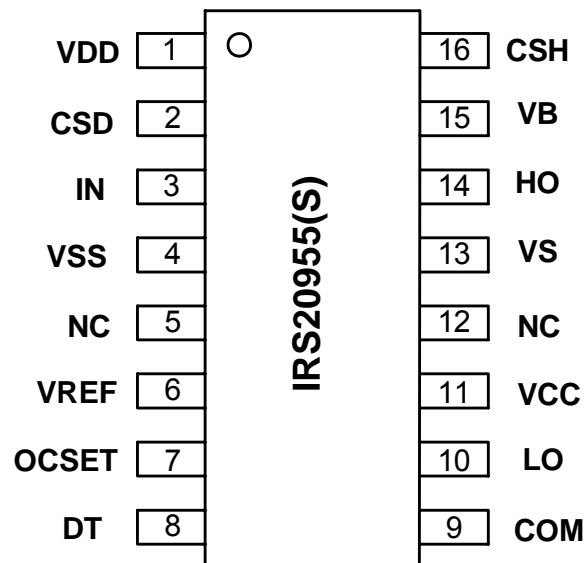 VDD 1 16 CSH
CSD 2 15 VB
IN 3 14 HO
VSS 4 13 VS
NC 5 12 NC
VREF 6 11 VCC
OCSET 7 10 LO
DT 8 9 COM
IRS20955(S)